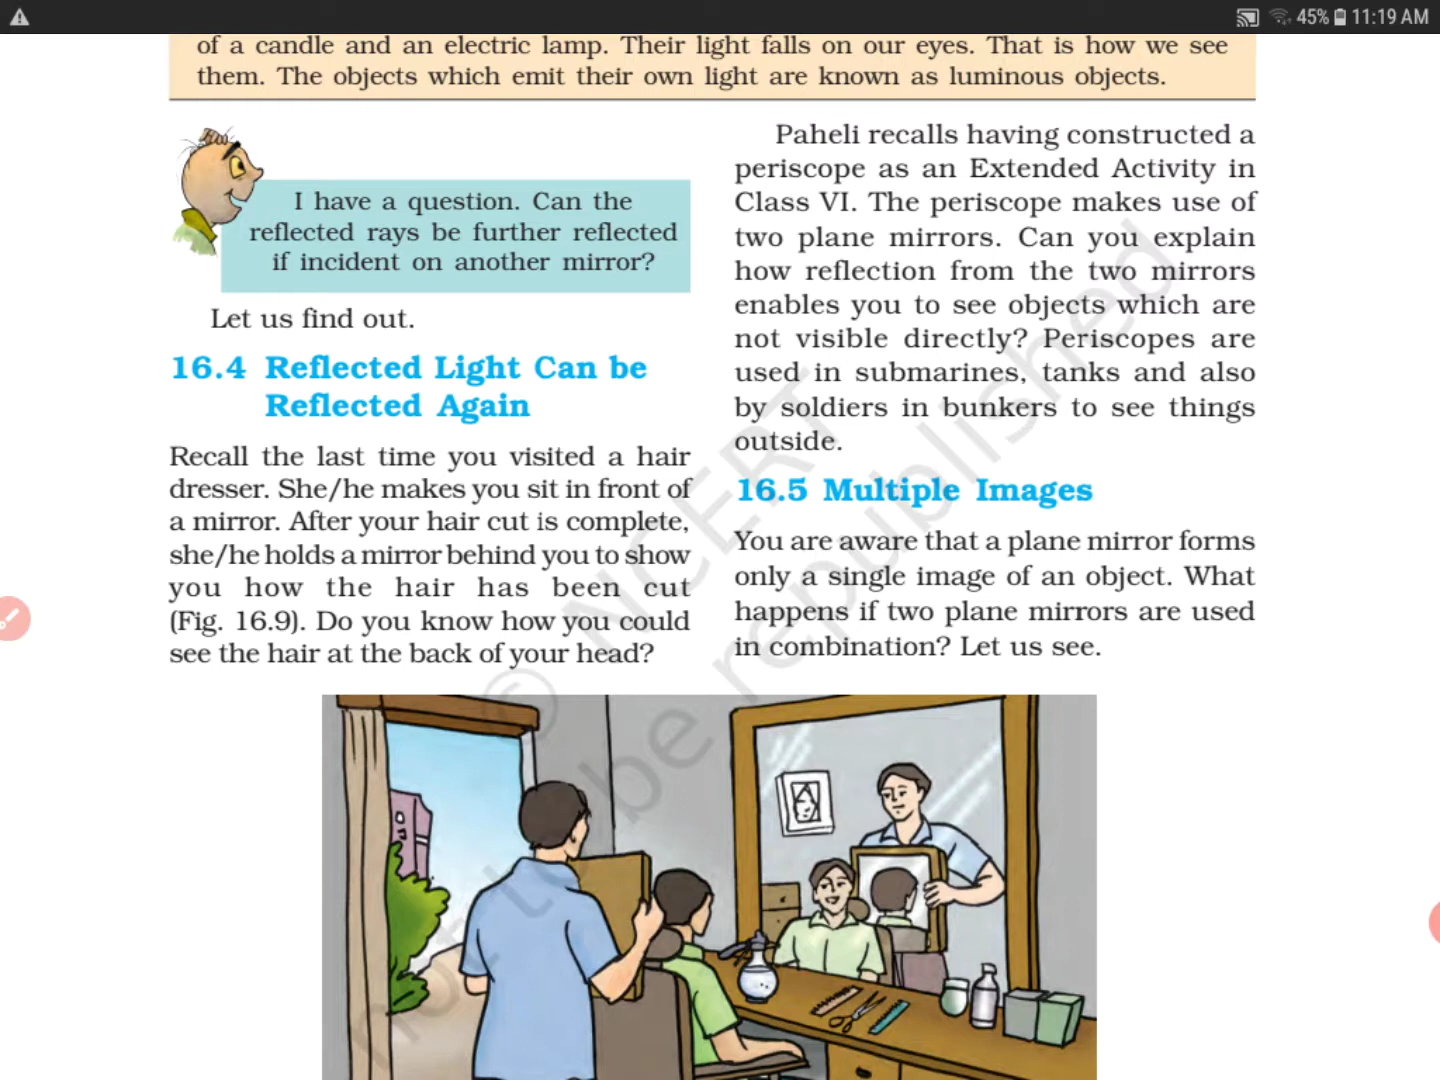 45% 11:19 AM
of a candle and an electric lamp. Their light falls on our eyes. That is how we see
them. The objects which emit their own light are known as luminous objects.
I have a question. Can the
reflected rays be further reflected
if incident on another mirror?
Let us find out.
16.4 Reflected Light Can be
Reflected Again
Recall the last time you visited a hair
dresser. She/he makes you sit in front of
a mirror. After your hair cut is complete,
she/he holds a mirror behind you to show
you how the hair has been cut
(Fig. 16.9). Do you know how you could
see the hair at the back of your head?
Paheli recalls having constructed a
periscope as an Extended Activity in
Class VI. The periscope makes use of
two plane mirrors. Can you explain
how reflection from the two mirrors
enables you to see objects which are
not visible directly? Periscopes are
used in submarines, tanks and also
by soldiers in bunkers to see things
outside.
16.5 Multiple Images
You are aware that a plane mirror forms
only a single image of an object. What
happens if two plane mirrors are used
in combination? Let us see.
© NCERT
not to be republished